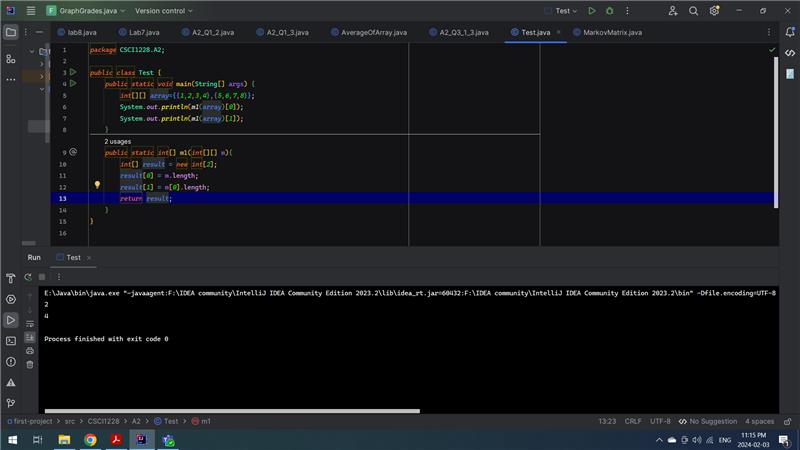 GraphGrades.java Version control Test
lab8.java Lab7.java A2_Q1_2.java A2_Q1_3.java AverageOfArray.java A2_Q3_1_3.java Test.java MarkovMatrix.java
1 package CSCI1228.A2;
2
3 public class Test {
4 public static void main(String[] args) {
5 int[][] array={{1,2,3,4},{5,6,7,8}};
6 System.out.println(m1(array)[0]);
7 System.out.println(m1(array)[1]);
8 }
2 usages
9 @ public static int[] m1(int[][] m){
10 int[] result = new int[2];
11 result[0] = m.length;
12 result[1] = m[0].length;
13 return result;
14 }
15 }
16
Run Test
E:\Java\bin\java.exe "-javaagent:F:\IDEA community\IntelliJ IDEA Community Edition 2023.2\lib\idea_rt.jar=60432:F:\IDEA community\IntelliJ IDEA Community Edition 2023.2\bin" -Dfile.encoding=UTF-8
2
4
Process finished with exit code 0
first-project > src > CSCI1228 > A2 > Test > m1 13:23 CRLF UTF-8 No Suggestion 4 spaces
11:15 PM
2024-02-03